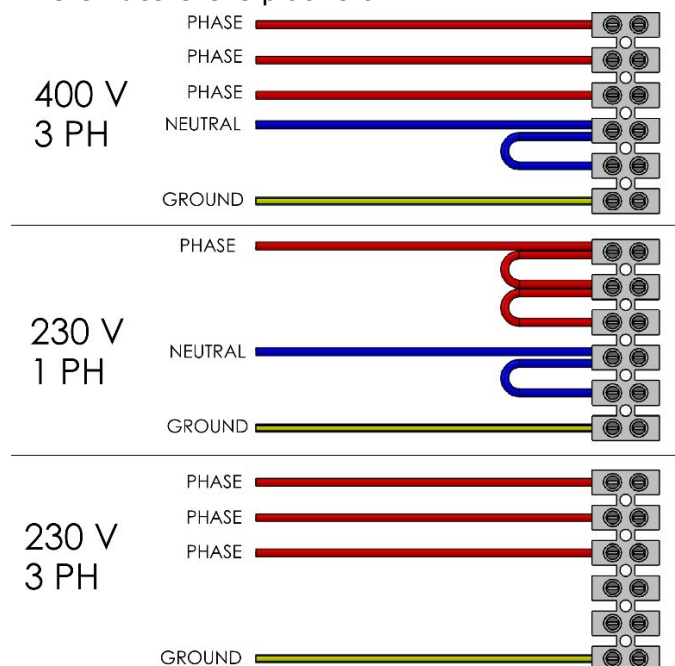 PHASE
PHASE
PHASE
400 V
3 PH
NEUTRAL
GROUND
PHASE
230 V
1 PH
NEUTRAL
GROUND
PHASE
PHASE
PHASE
230 V
3 PH
GROUND